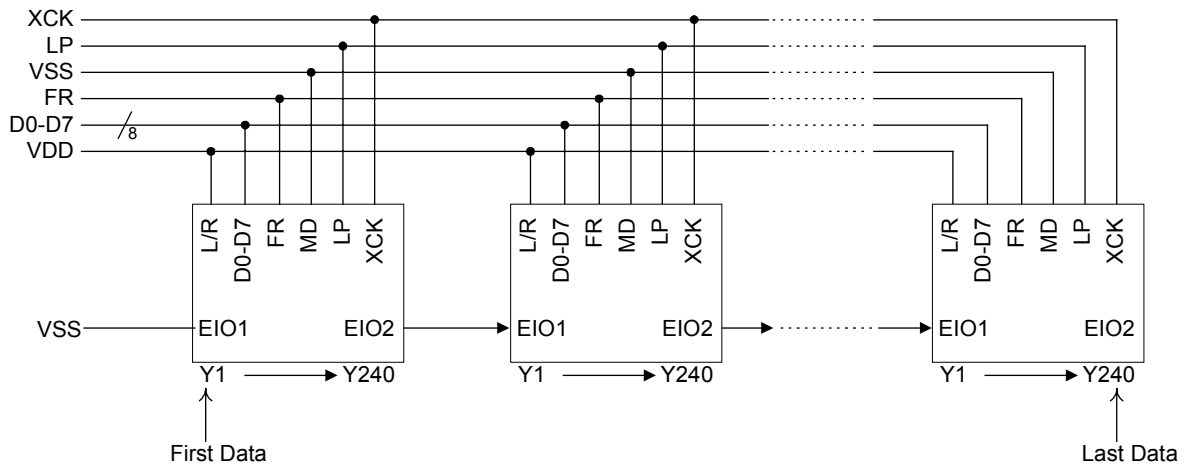 XCK
LP
VSS
FR
D0-D7
8
VDD
L/R
D0-D7
FR
MD
LP
XCK
L/R
D0-D7
FR
MD
LP
XCK
L/R
D0-D7
FR
MD
LP
XCK
VSS
EIO1
EIO2
EIO1
EIO2
EIO1
EIO2
Y1
Y240
Y1
Y240
Y1
Y240
First Data
Last Data